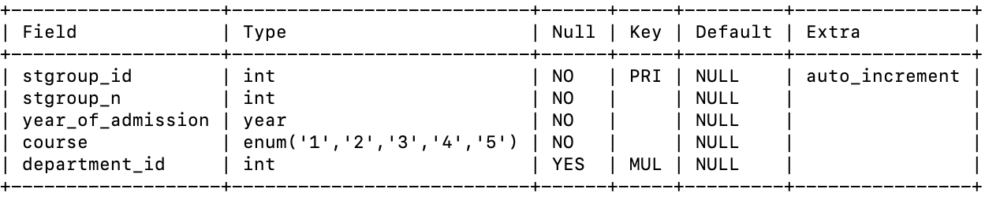 +--------------------+---------------------------+------+-----+---------+----------------+
| Field              | Type                      | Null | Key | Default | Extra          |
+--------------------+---------------------------+------+-----+---------+----------------+
| stgroup_id         | int                       | NO   | PRI | NULL    | auto_increment |
| stgroup_n          | int                       | NO   |     | NULL    |                |
| year_of_admission  | year                      | NO   |     | NULL    |                |
| course             | enum('1','2','3','4','5') | NO   |     | NULL    |                |
| department_id      | int                       | YES  | MUL | NULL    |                |
+--------------------+---------------------------+------+-----+---------+----------------+